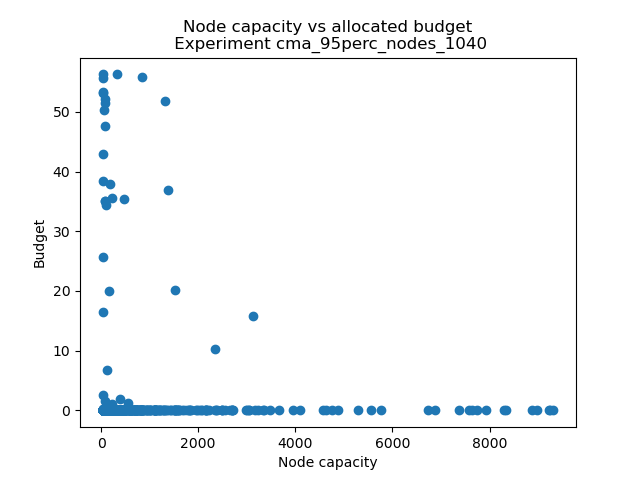 Node capacity vs allocated budget
Experiment cma_95perc_nodes_1040
50
40
30
20
10
0
Budget
0 2000 4000 6000 8000
Node capacity